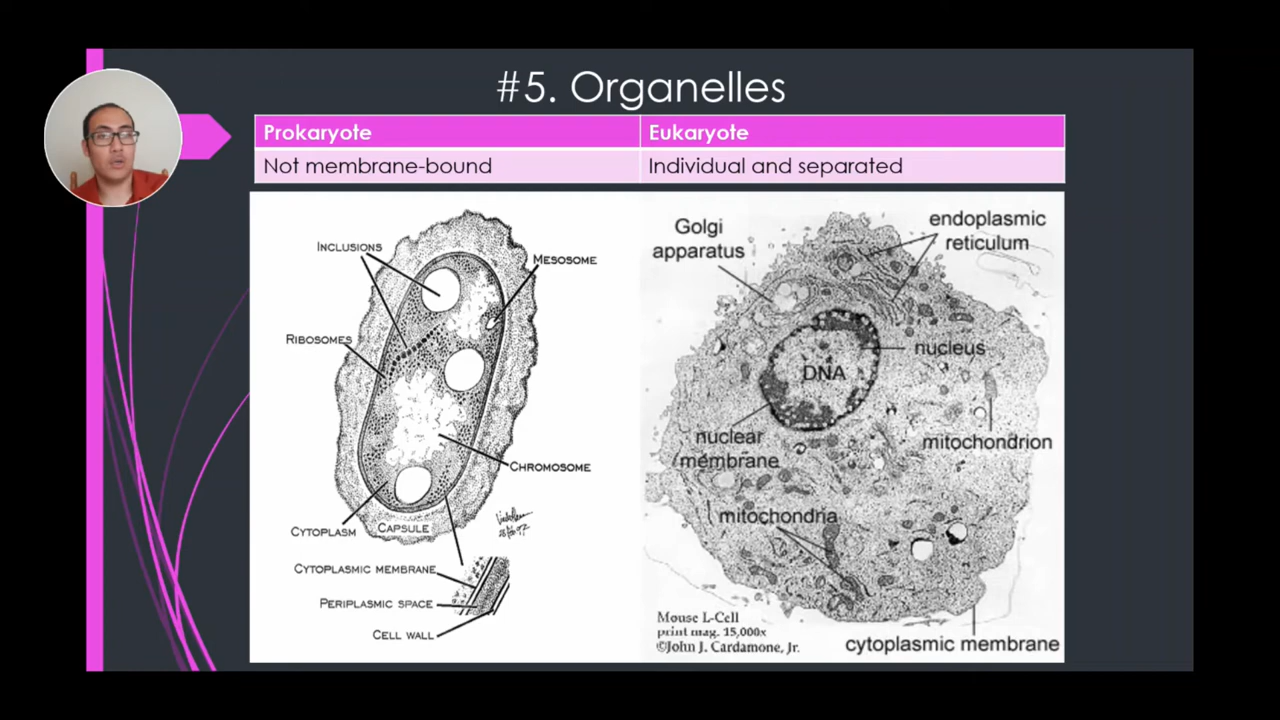 #5. Organelles
Prokaryote
Eukaryote
Not membrane-bound
Individual and separated
INCLUSIONS
MESOSOME
RIBOSOMES
CHROMOSOME
CYTOPLASM
CAPSULE
CYTOPLASMIC MEMBRANE
PERIPLASMIC SPACE
CELL WALL
Golgi
apparatus
endoplasmic
reticulum
nucleus
DNA
nuclear
membrane
mitochondrion
mitochondria
Mouse L-Cell
print mag. 15,000x
©John J. Cardamone, Jr.
cytoplasmic membrane